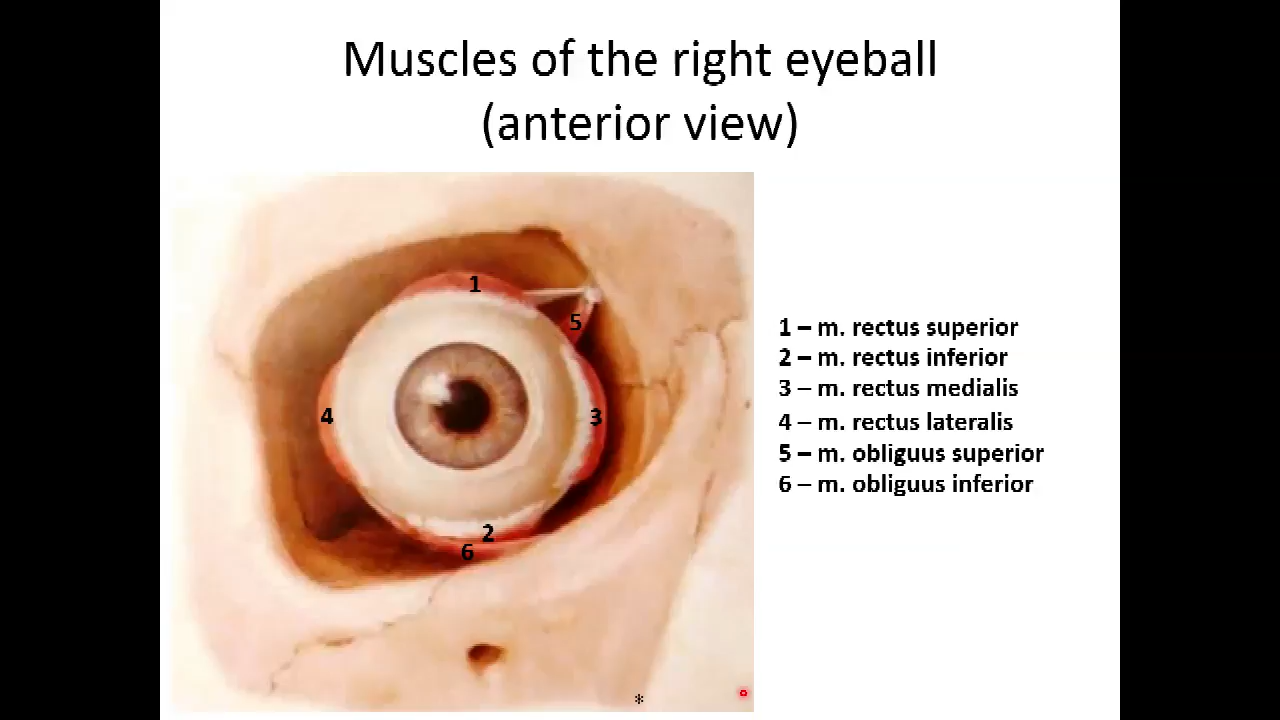 Muscles of the right eyeball
(anterior view)
1
5
4
3
2
6
*
1 – m. rectus superior
2 – m. rectus inferior
3 – m. rectus medialis
4 – m. rectus lateralis
5 – m. obliguus superior
6 – m. obliguus inferior